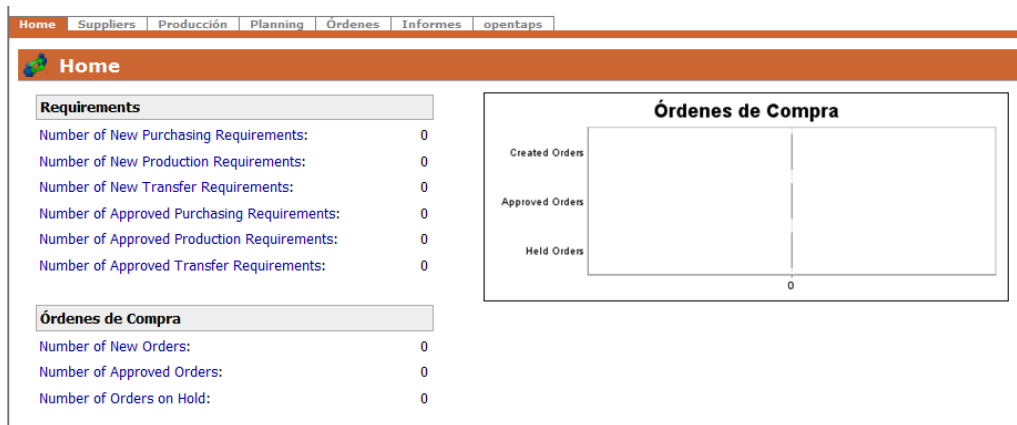 Home Suppliers Producción Planning Órdenes Informes opentaps
Home
Requirements
Number of New Purchasing Requirements: 0
Number of New Production Requirements: 0
Number of New Transfer Requirements: 0
Number of Approved Purchasing Requirements: 0
Number of Approved Production Requirements: 0
Number of Approved Transfer Requirements: 0
Órdenes de Compra
Number of New Orders: 0
Number of Approved Orders: 0
Number of Orders on Hold: 0
Órdenes de Compra
Created Orders
Approved Orders
Held Orders
0